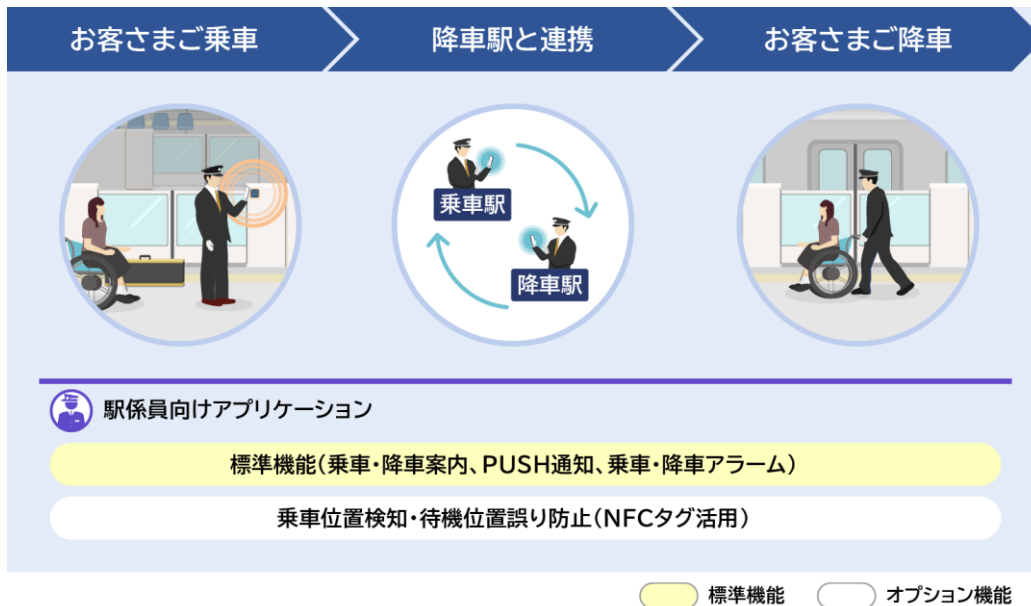 お客さまご乗車
降車駅と連携
お客さまご降車
乗車駅
降車駅
駅係員向けアプリケーション
標準機能(乗車・降車案内、PUSH通知、乗車・降車アラーム)
乗車位置検知・待機位置誤り防止(NFCタグ活用)
標準機能
オプション機能